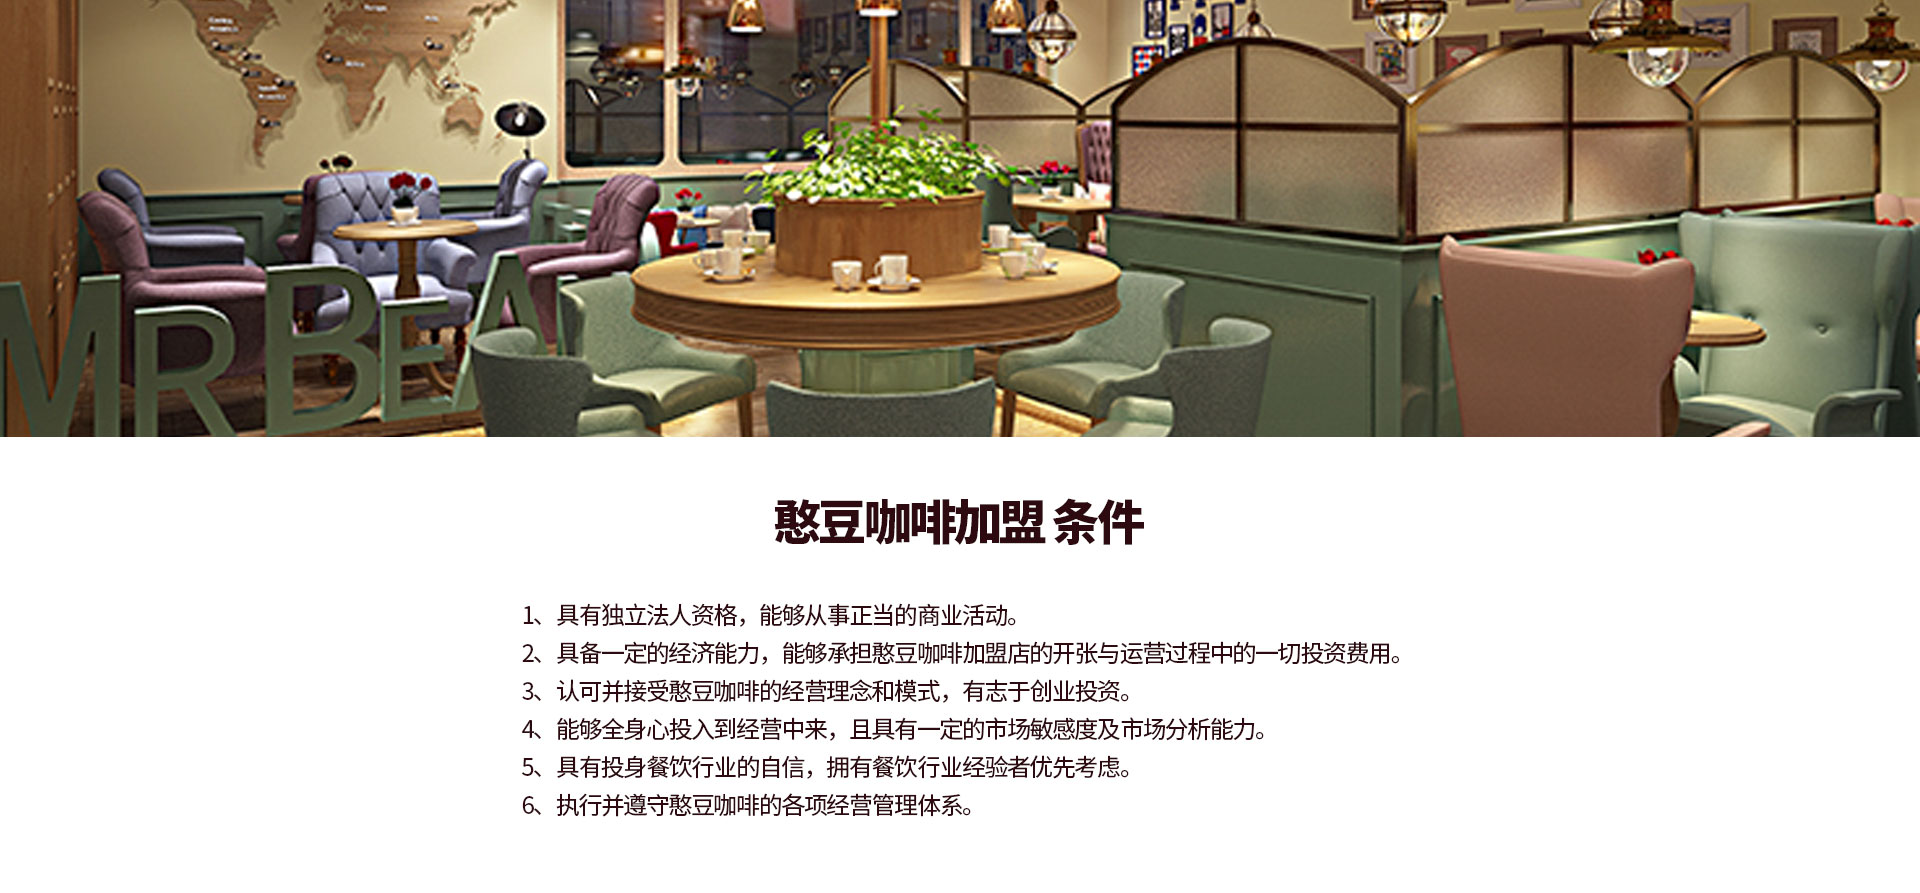 MR BEA
憨豆咖啡加盟 条件
1、具有独立法人资格，能够从事正当的商业活动。
2、具备一定的经济能力，能够承担憨豆咖啡加盟店的开张与运营过程中的一切投资费用。
3、认可并接受憨豆咖啡的经营理念和模式，有志于创业投资。
4、能够全身心投入到经营中来，且具有一定的市场敏感度及市场分析能力。
5、具有投身餐饮行业的自信，拥有餐饮行业经验者优先考虑。
6、执行并遵守憨豆咖啡的各项经营管理体系。